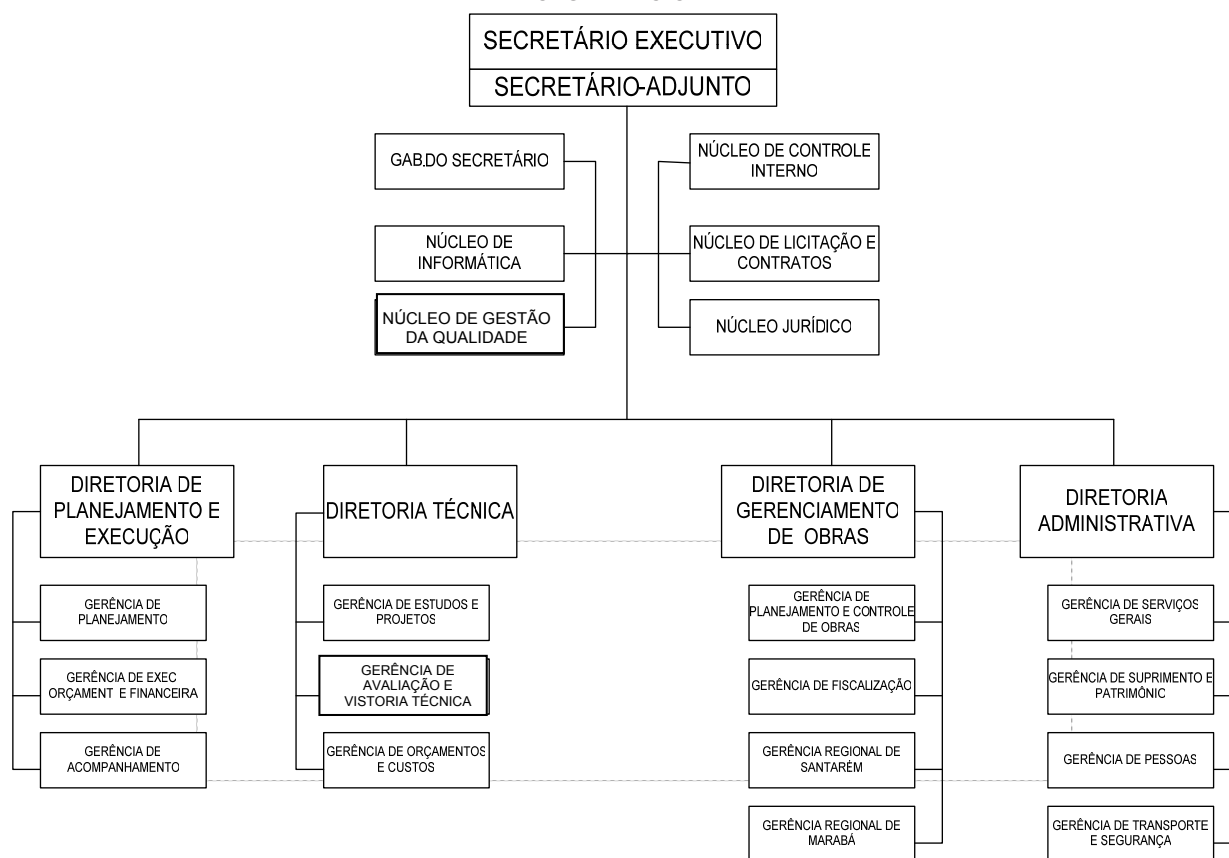 SECRETÁRIO EXECUTIVO
SECRETÁRIO-ADJUNTO
GAB.DO SECRETÁRIO
NÚCLEO DE CONTROLE
INTERNO
NÚCLEO DE
INFORMÁTICA
NÚCLEO DE LICITAÇÃO E
CONTRATOS
NÚCLEO DE GESTÃO
DA QUALIDADE
NÚCLEO JURÍDICO
DIRETORIA DE
PLANEJAMENTO E
EXECUÇÃO
DIRETORIA TÉCNICA
DIRETORIA DE
GERENCIAMENTO
DE OBRAS
DIRETORIA
ADMINISTRATIVA
GERÊNCIA DE
PLANEJAMENTO
GERÊNCIA DE ESTUDOS E
PROJETOS
GERÊNCIA DE
PLANEJAMENTO E CONTROLE
DE OBRAS
GERÊNCIA DE SERVIÇOS
GERAIS
GERÊNCIA DE EXEC
ORÇAMENT E FINANCEIRA
GERÊNCIA DE
AVALIAÇÃO E
VISTORIA TÉCNICA
GERÊNCIA DE FISCALIZAÇÃO
GERÊNCIA DE SUPRIMENTO E
PATRIMÔNIC
GERÊNCIA DE
ACOMPANHAMENTO
GERÊNCIA DE ORÇAMENTOS
E CUSTOS
GERÊNCIA REGIONAL DE
SANTARÉM
GERÊNCIA DE PESSOAS
GERÊNCIA REGIONAL DE
MARABÁ
GERÊNCIA DE TRANSPORTE
E SEGURANÇA